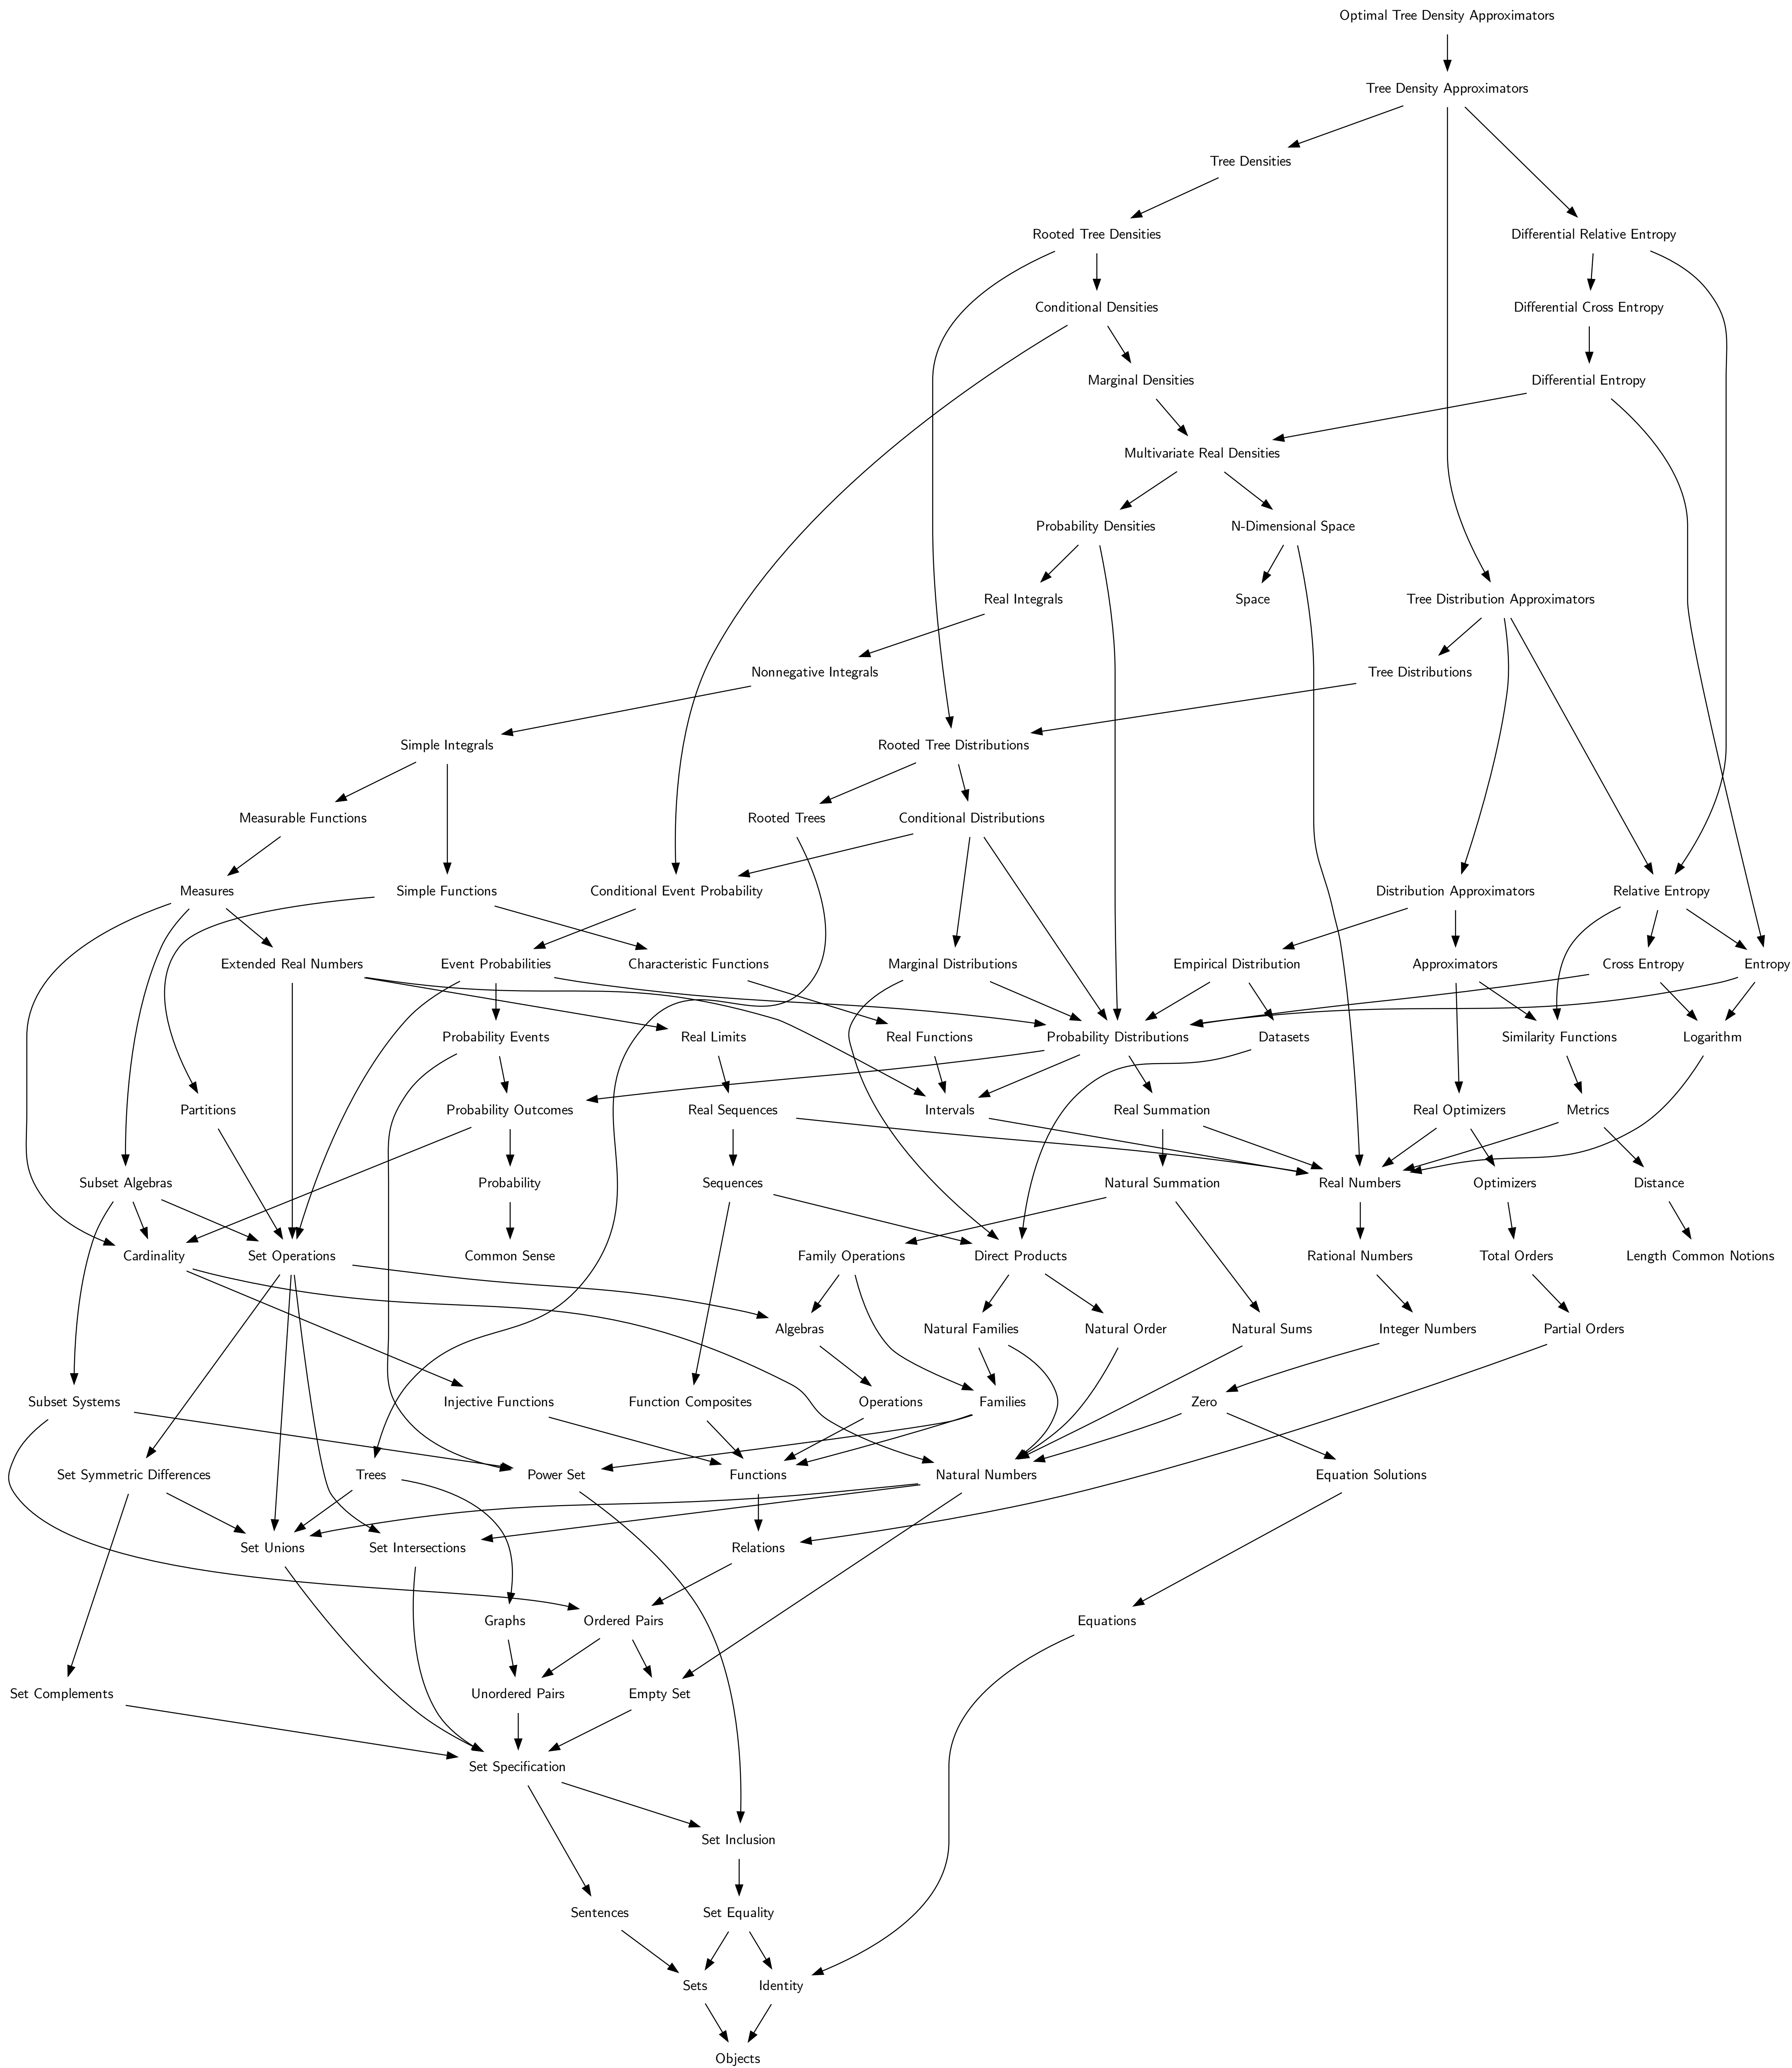 Optimal Tree Density Approximators
Tree Density Approximators
Tree Densities
Rooted Tree Densities
Differential Relative Entropy
Conditional Densities
Differential Cross Entropy
Marginal Densities
Differential Entropy
Multivariate Real Densities
Probability Densities
N-Dimensional Space
Real Integrals
Space
Tree Distribution Approximators
Nonnegative Integrals
Tree Distributions
Simple Integrals
Rooted Tree Distributions
Measurable Functions
Rooted Trees
Conditional Distributions
Measures
Simple Functions
Conditional Event Probability
Distribution Approximators
Relative Entropy
Extended Real Numbers
Event Probabilities
Characteristic Functions
Marginal Distributions
Empirical Distribution
Approximators
Cross Entropy
Entropy
Probability Events
Real Limits
Real Functions
Probability Distributions
Datasets
Similarity Functions
Logarithm
Partitions
Probability Outcomes
Real Sequences
Intervals
Real Summation
Real Optimizers
Metrics
Subset Algebras
Probability
Sequences
Natural Summation
Real Numbers
Optimizers
Distance
Cardinality
Set Operations
Common Sense
Family Operations
Direct Products
Rational Numbers
Total Orders
Length Common Notions
Algebras
Natural Families
Natural Order
Natural Sums
Integer Numbers
Partial Orders
Subset Systems
Injective Functions
Function Composites
Operations
Families
Zero
Set Symmetric Differences
Trees
Power Set
Functions
Natural Numbers
Equation Solutions
Set Unions
Set Intersections
Relations
Graphs
Ordered Pairs
Equations
Set Complements
Unordered Pairs
Empty Set
Set Specification
Set Inclusion
Sentences
Set Equality
Sets
Identity
Objects